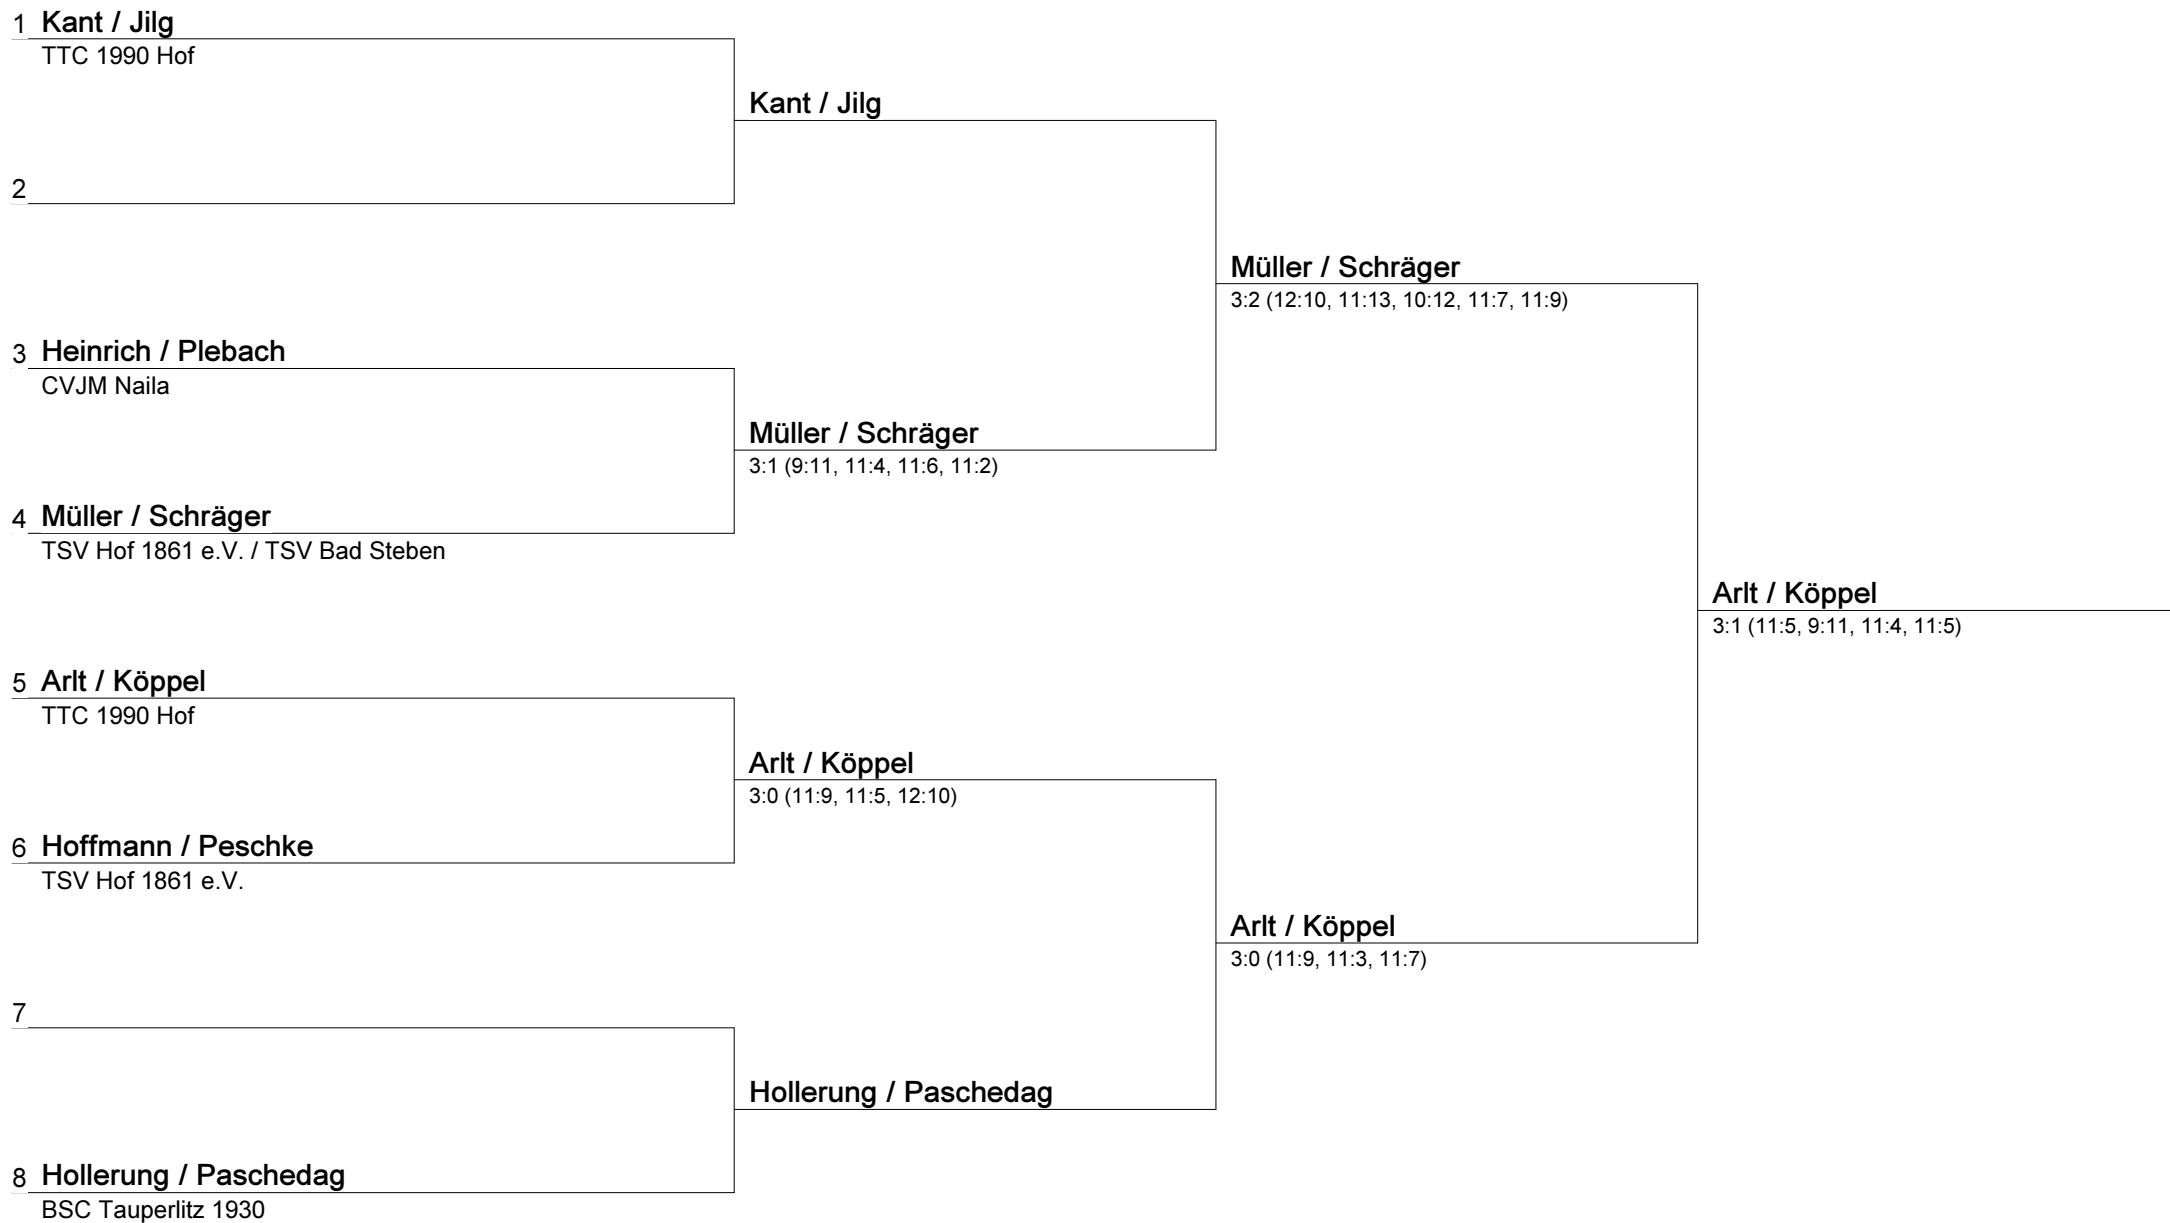 1 Kant / Jilg
TTC 1990 Hof
Kant / Jilg
2
Müller / Schräger
3:2 (12:10, 11:13, 10:12, 11:7, 11:9)
3 Heinrich / Plebach
CVJM Naila
Müller / Schräger
3:1 (9:11, 11:4, 11:6, 11:2)
4 Müller / Schräger
TSV Hof 1861 e.V. / TSV Bad Steben
Arlt / Köppel
3:1 (11:5, 9:11, 11:4, 11:5)
5 Arlt / Köppel
TTC 1990 Hof
Arlt / Köppel
3:0 (11:9, 11:5, 12:10)
6 Hoffmann / Peschke
TSV Hof 1861 e.V.
Arlt / Köppel
3:0 (11:9, 11:3, 11:7)
7
Hollerung / Paschedag
8 Hollerung / Paschedag
BSC Tauperlitz 1930